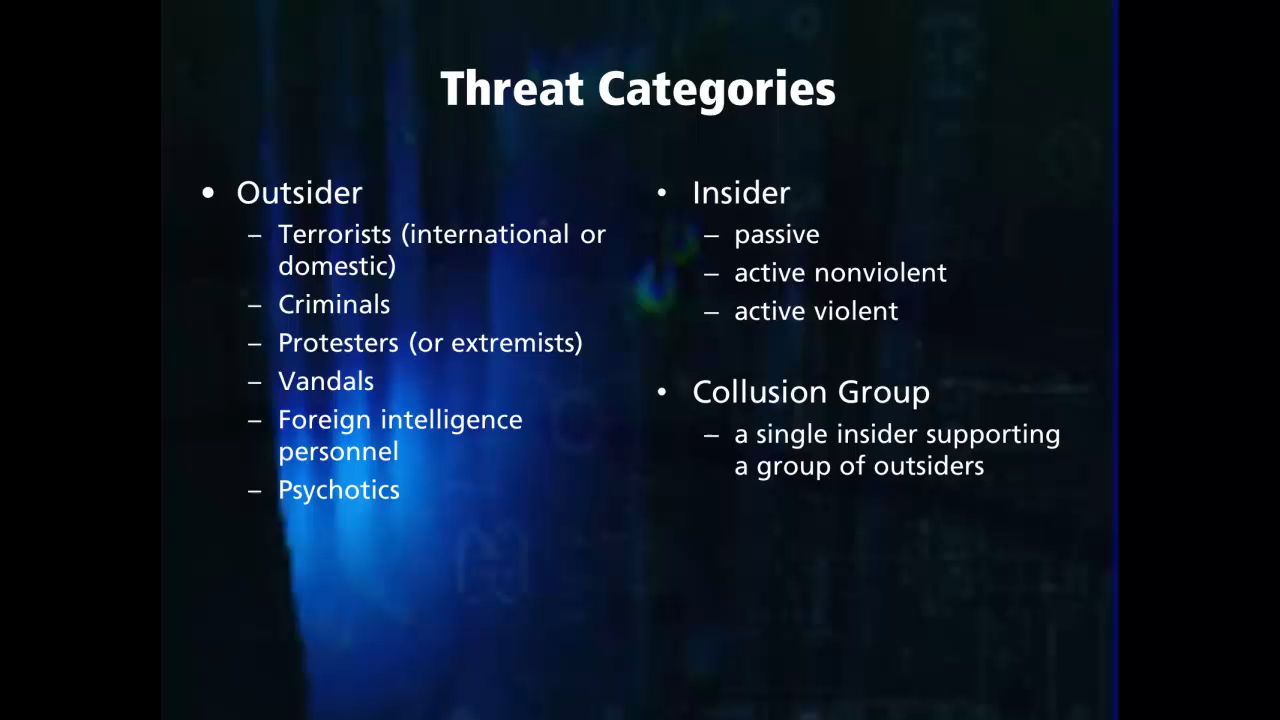 Threat Categories
• Outsider
– Terrorists (international or
domestic)
– Criminals
– Protesters (or extremists)
– Vandals
– Foreign intelligence
personnel
– Psychotics
• Insider
– passive
– active nonviolent
– active violent
• Collusion Group
– a single insider supporting
a group of outsiders